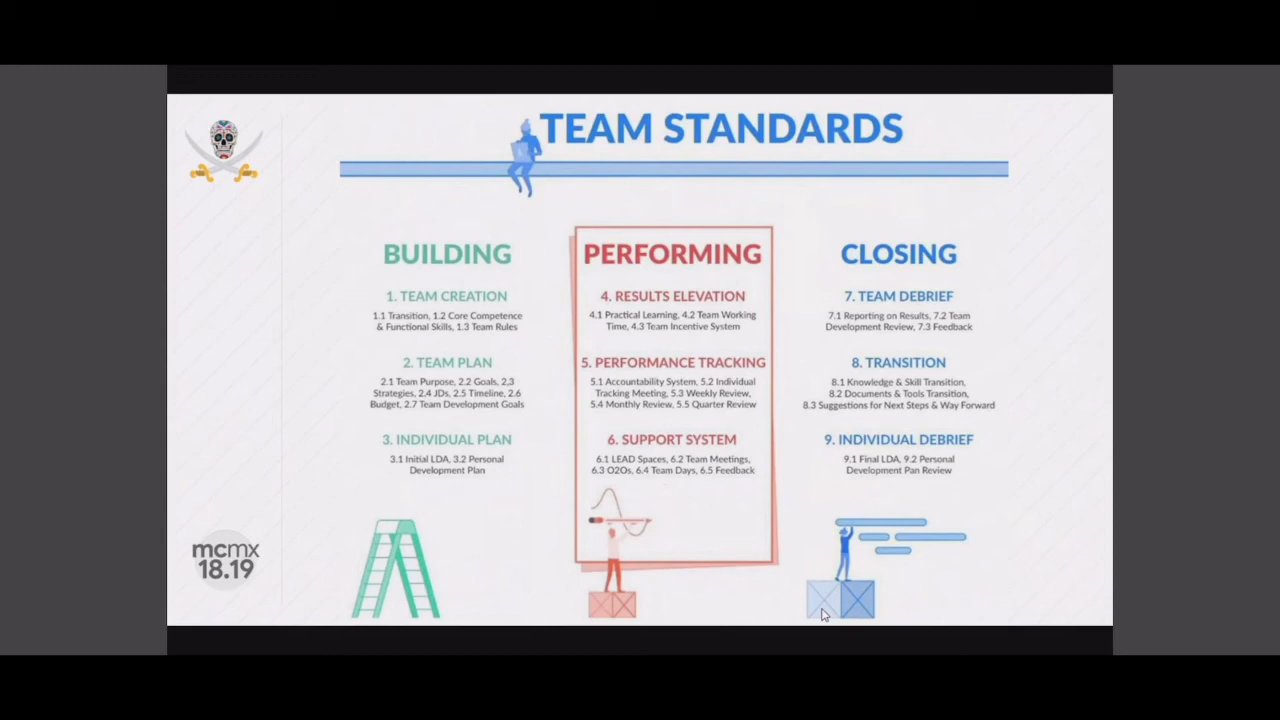 TEAM STANDARDS
BUILDING
1. TEAM CREATION
1.1 Transition, 1.2 Core Competence
& Functional Skills, 1.3 Team Rules
2. TEAM PLAN
2.1 Team Purpose, 2.2 Goals, 2,3
Strategies, 2.4 JDs, 2.5 Timeline, 2.6
Budget, 2.7 Team Development Goals
3. INDIVIDUAL PLAN
3.1 Initial LDA, 3.2 Personal
Development Plan
PERFORMING
4. RESULTS ELEVATION
4.1 Practical Learning, 4.2 Team Working
Time, 4.3 Team Incentive System
5. PERFORMANCE TRACKING
5.1 Accountability System, 5.2 Individual
Tracking Meeting, 5.3 Weekly Review,
5.4 Monthly Review, 5.5 Quarter Review
6. SUPPORT SYSTEM
6.1 LEAD Spaces, 6.2 Team Meetings,
6.3 O2Os, 6.4 Team Days, 6.5 Feedback
CLOSING
7. TEAM DEBRIEF
7.1 Reporting on Results, 7.2 Team
Development Review, 7.3 Feedback
8. TRANSITION
8.1 Knowledge & Skill Transition,
8.2 Documents & Tools Transition,
8.3 Suggestions for Next Steps & Way Forward
9. INDIVIDUAL DEBRIEF
9.1 Final LDA, 9.2 Personal
Development Pan Review
mcmx
18.19